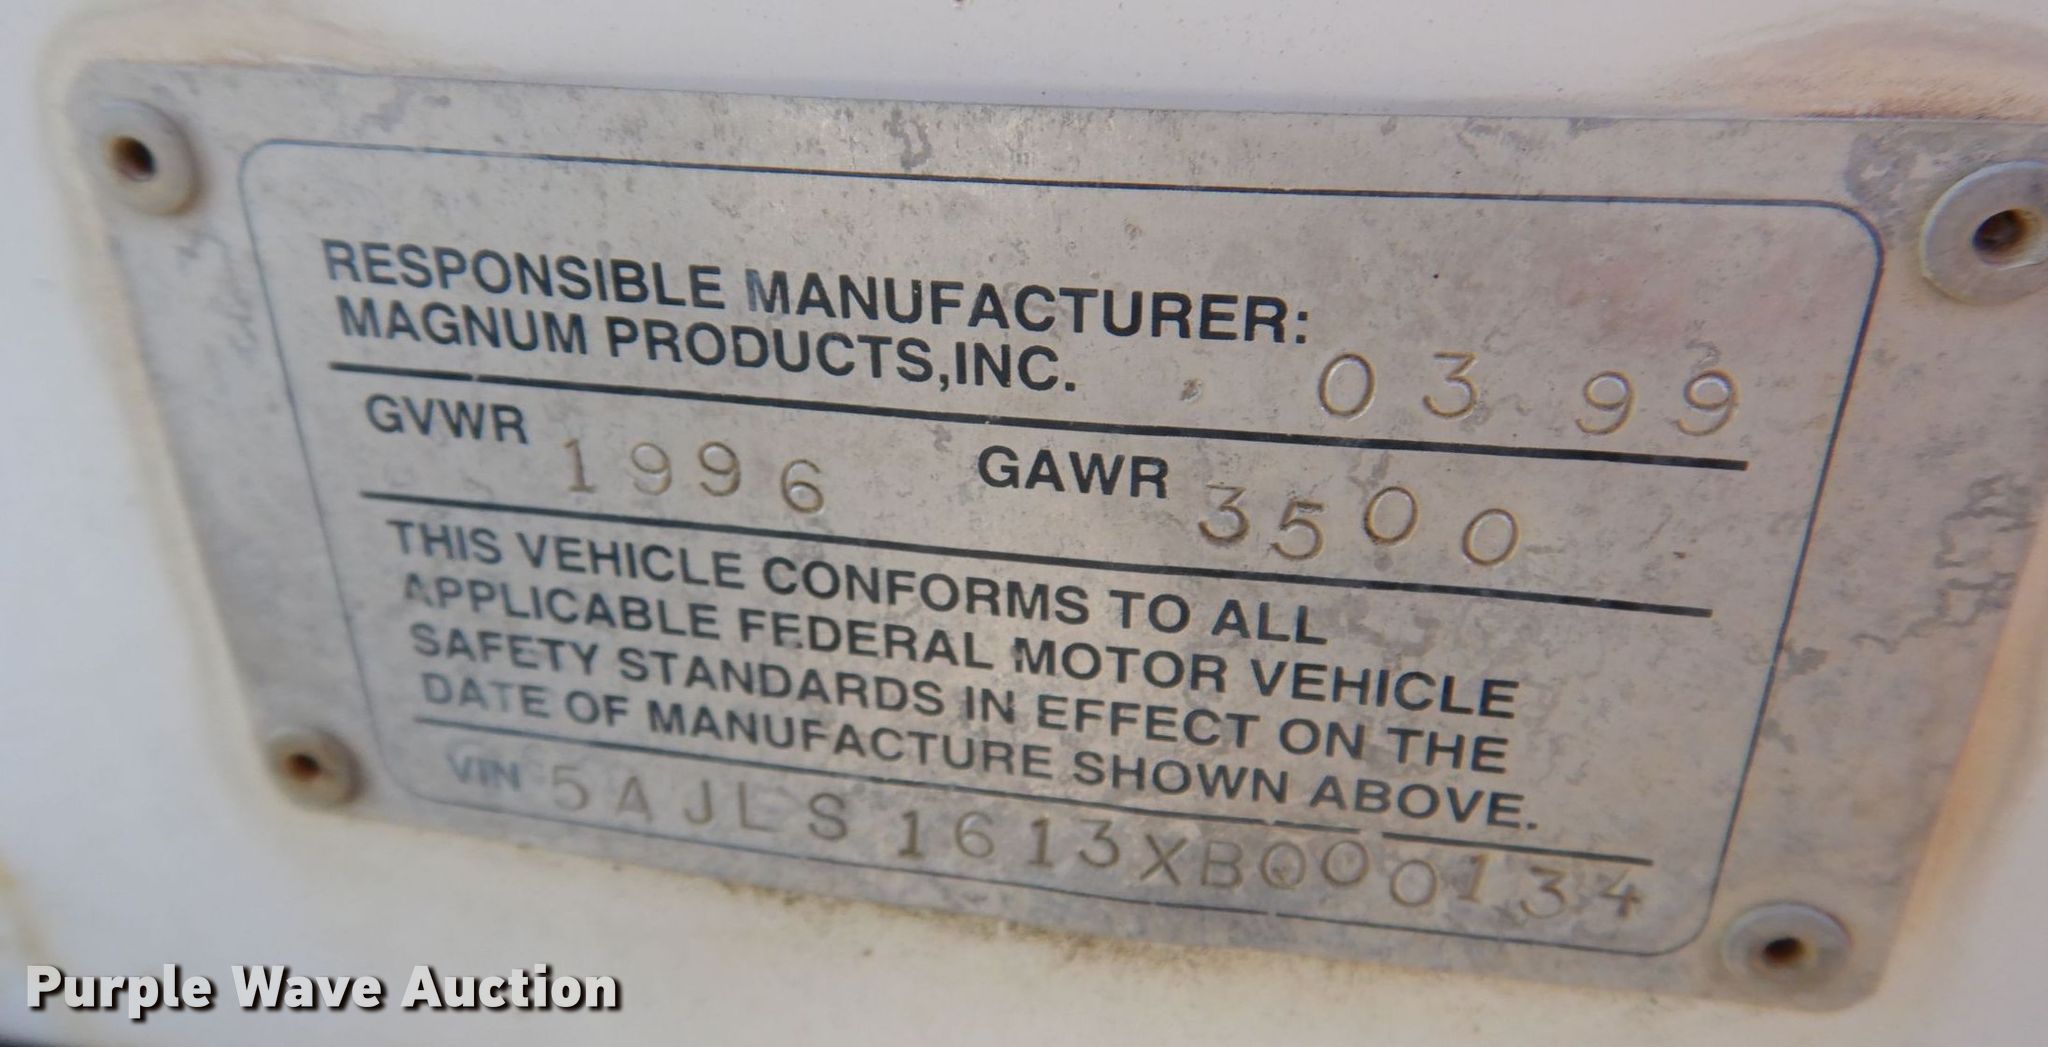 RESPONSIBLE MANUFACTURER:
MAGNUM PRODUCTS,INC. 03 99
GVWR 1996 GAWR 3500
THIS VEHICLE CONFORMS TO ALL
APPLICABLE FEDERAL MOTOR VEHICLE
SAFETY STANDARDS IN EFFECT ON THE
DATE OF MANUFACTURE SHOWN ABOVE.
VIN 5AJLS1613XB000134
Purple Wave Auction